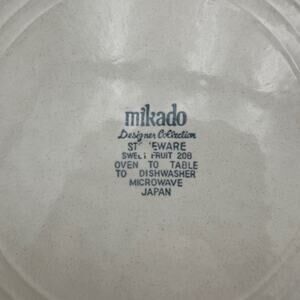 mikado
Designer Collection
ST EWARE
SWEET FRUIT 208
OVEN TO TABLE
TO DISHWASHER
MICROWAVE
JAPAN